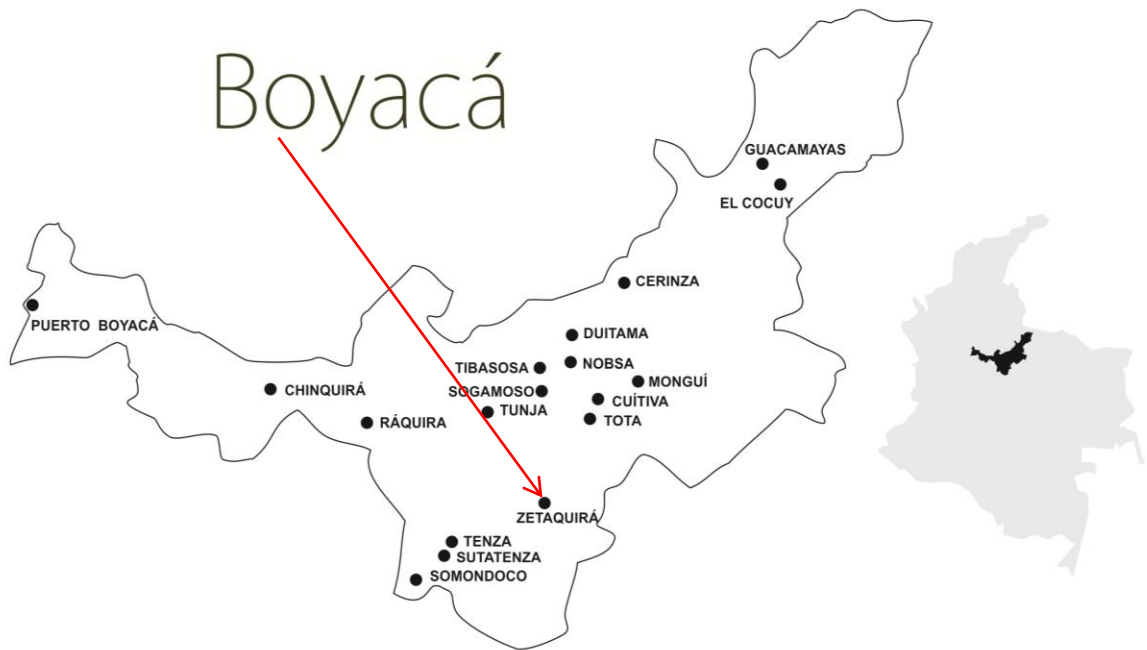 Boyacá
GUACAMAYAS
EL COCUY
CERINZA
PUERTO BOYACÁ
DUITAMA
TIBASOSA
NOBSA
MONGUÍ
CHINQUIRÁ
SOGAMOSO
CUÍTIVA
TUNJA
TOTA
RÁQUIRA
ZETAQUIRÁ
TENZA
SUTATENZA
SOMONDOCO